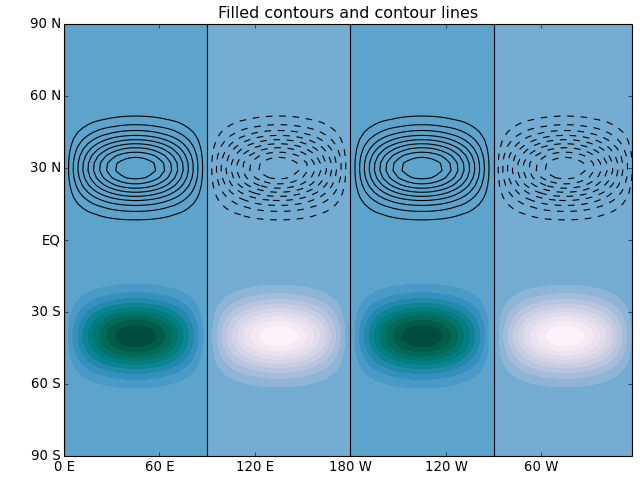 Filled contours and contour lines
90 N
60 N
30 N
EQ
30 S
60 S
90 S
0 E 60 E 120 E 180 W 120 W 60 W